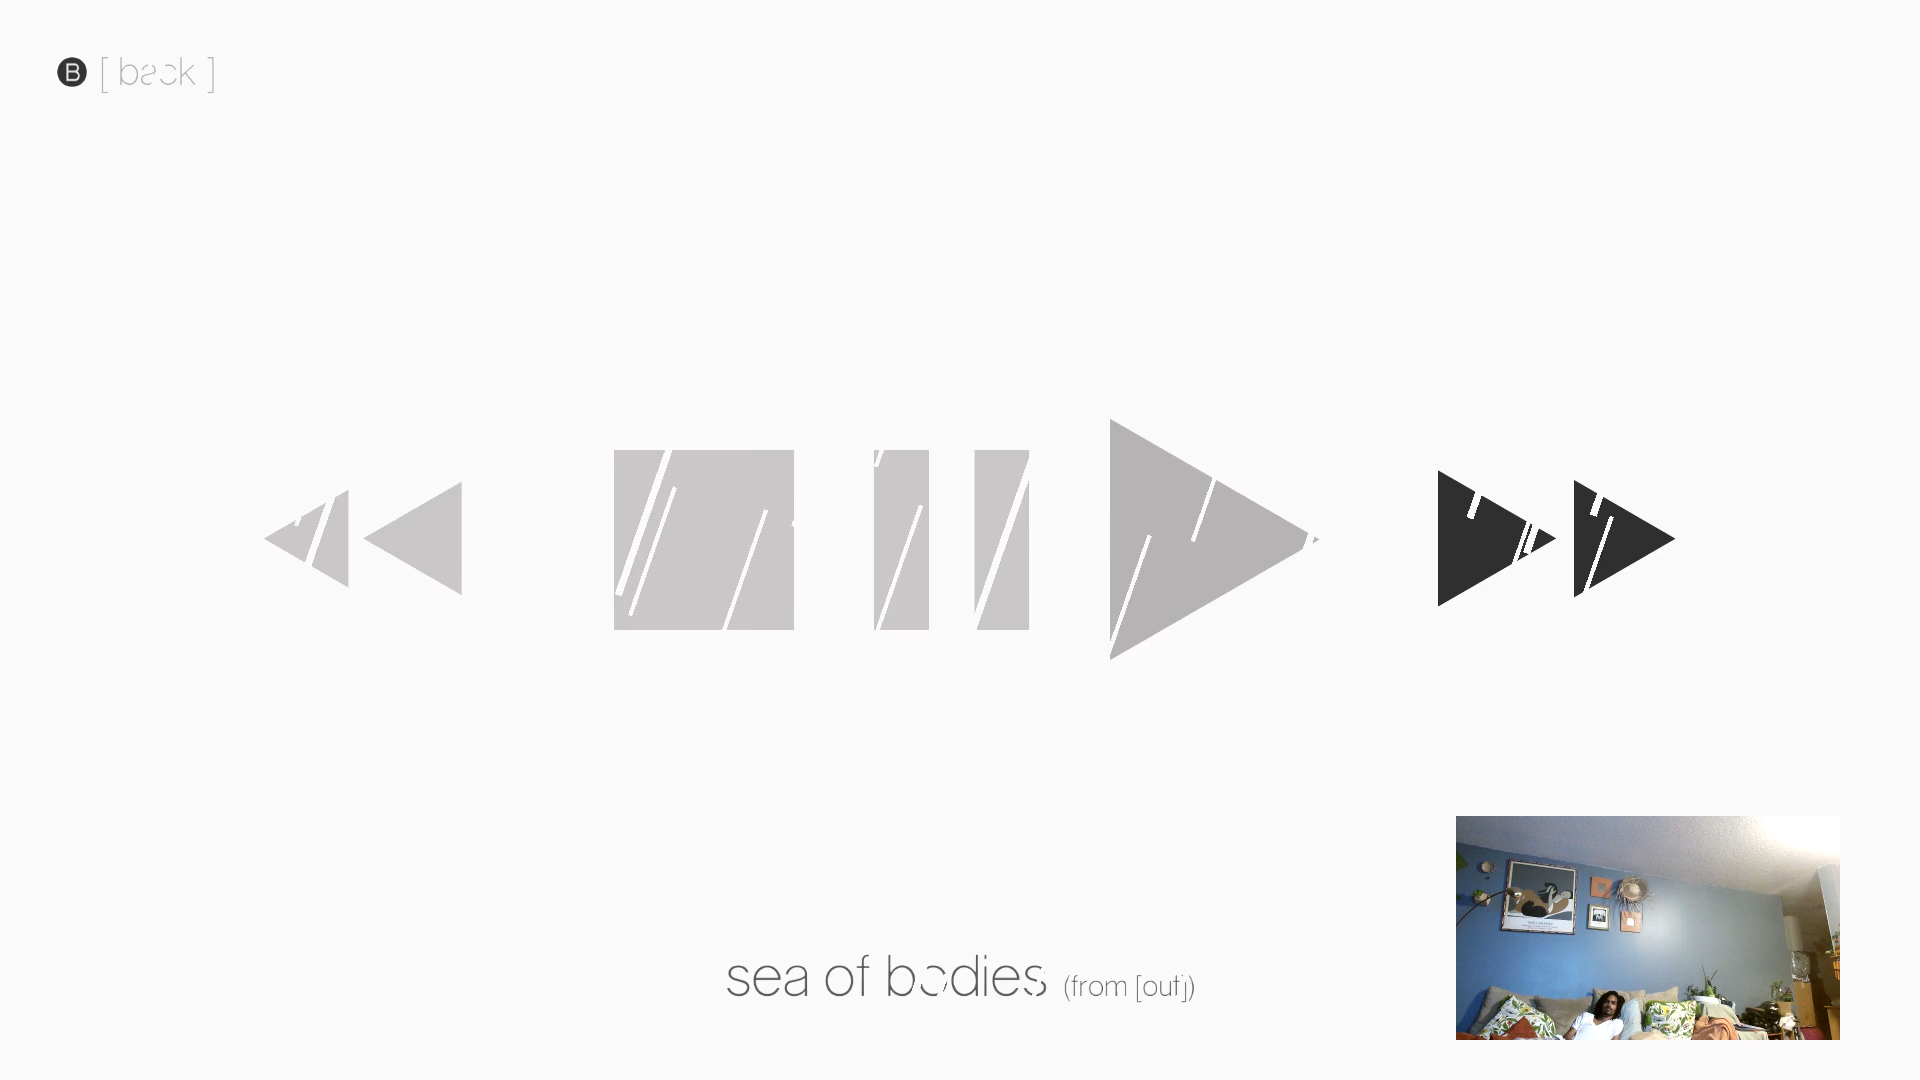 B [ back ]
sea of bodies (from [out])